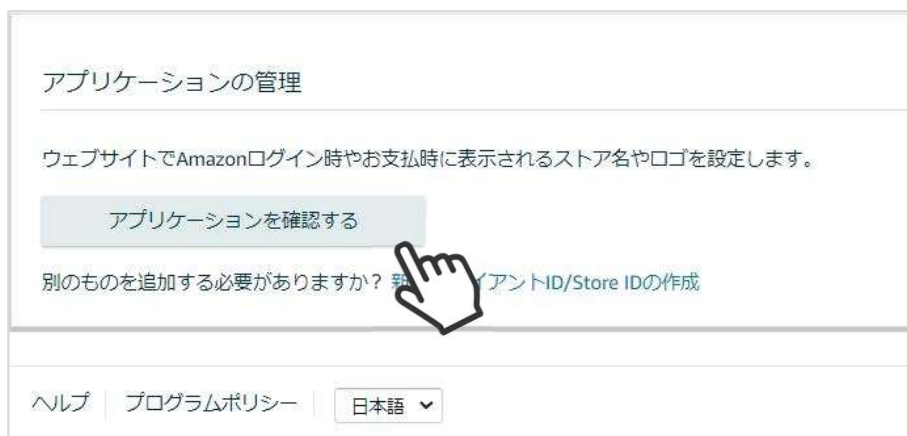 アプリケーションの管理
ウェブサイトでAmazonログイン時やお支払時に表示されるストア名やロゴを設定します。
アプリケーションを確認する
別のものを追加する必要がありますか? イアントID/Store IDの作成
ヘルプ プログラムポリシー 日本語